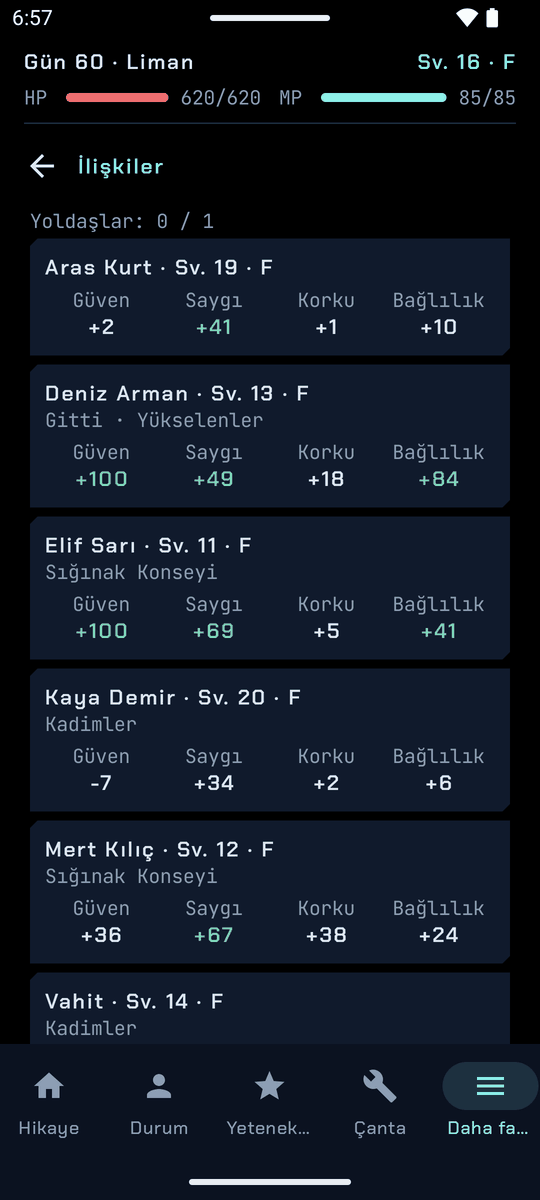 6:57
Gün 60 · Liman Sv. 16 · F
HP 620/620 MP 85/85
İlişkiler
Yoldaşlar: 0 / 1
Aras Kurt · Sv. 19 · F
Güven Saygı Korku Bağlılık
+2 +41 +1 +10
Deniz Arman · Sv. 13 · F
Gitti · Yükselenler
Güven Saygı Korku Bağlılık
+100 +49 +18 +84
Elif Sarı · Sv. 11 · F
Sığınak Konseyi
Güven Saygı Korku Bağlılık
+100 +69 +5 +41
Kaya Demir · Sv. 20 · F
Kadimler
Güven Saygı Korku Bağlılık
-7 +34 +2 +6
Mert Kılıç · Sv. 12 · F
Sığınak Konseyi
Güven Saygı Korku Bağlılık
+36 +67 +38 +24
Vahit · Sv. 14 · F
Kadimler
Hikaye Durum Yetenek... Çanta Daha fa...